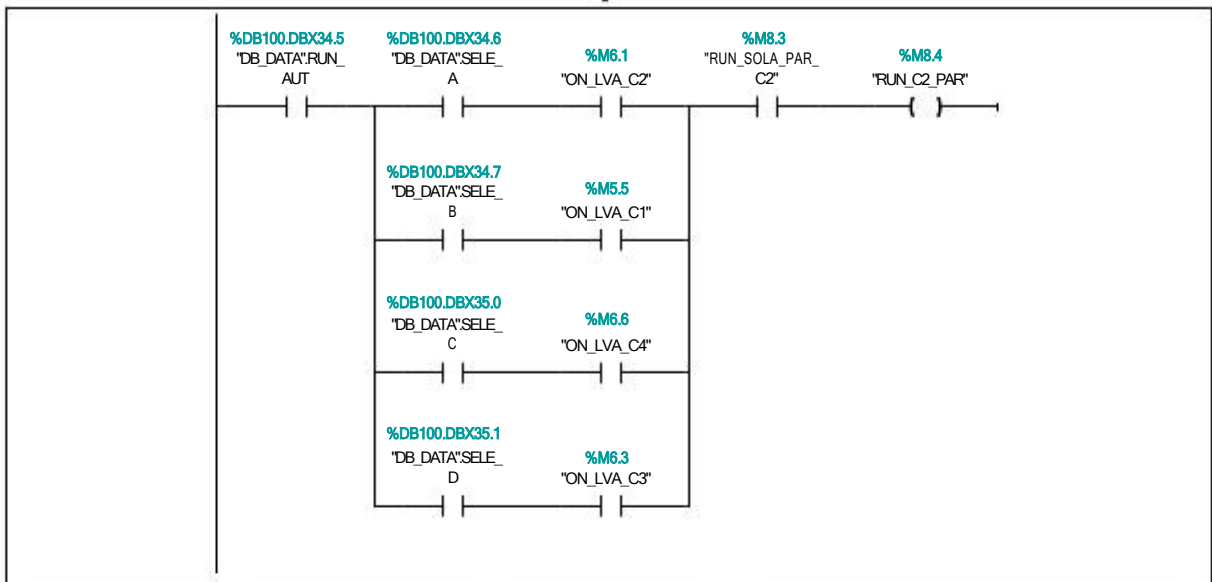 %DB100.DBX34.5
"DB_DATA".RUN_
AUT
%DB100.DBX34.6
"DB_DATA".SELE_
A
%M6.1
"ON_LVA_C2"
%M8.3
"RUN_SOLA_PAR_
C2"
%M8.4
"RUN_C2_PAR"
%DB100.DBX34.7
"DB_DATA".SELE_
B
%M5.5
"ON_LVA_C1"
%DB100.DBX35.0
"DB_DATA".SELE_
C
%M6.6
"ON_LVA_C4"
%DB100.DBX35.1
"DB_DATA".SELE_
D
%M6.3
"ON_LVA_C3"